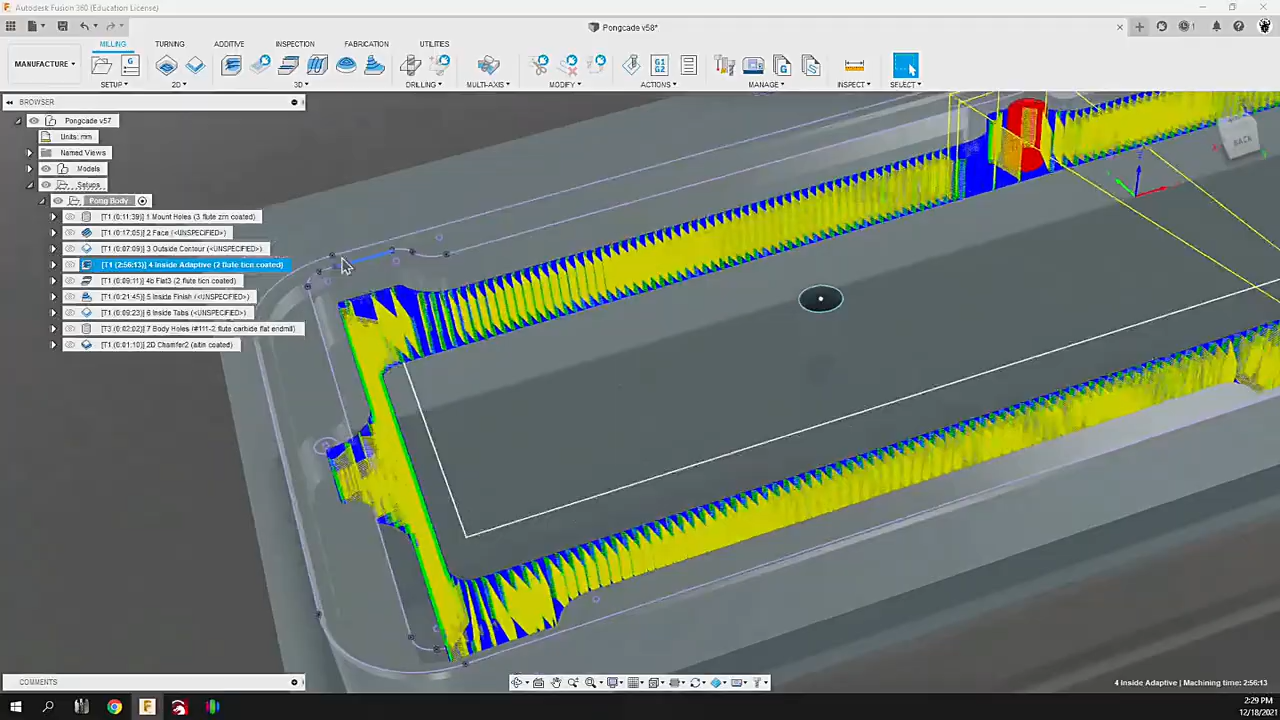 Autodesk Fusion 360 (Education License)
Pongcade v58*
MILLING TURNING ADDITIVE INSPECTION FABRICATION UTILITIES
MANUFACTURE
SETUP 2D 3D DRILLING MULTI-AXIS MODIFY ACTIONS MANAGE INSPECT SELECT
G1
G2
BROWSER
Pongcade v57
Units: mm
Named Views
Models
Setups
Pong Body
[T1 (0:11:39)] 1 Mount Holes (3 flute zrn coated)
[T1 (0:17:05)] 2 Face (<UNSPECIFIED>)
[T1 (0:07:09)] 3 Outside Contour (<UNSPECIFIED>)
[T1 (2:56:13)] 4 Inside Adaptive (2 flute ticn coated)
[T1 (0:09:11)] 4b Flat3 (2 flute ticn coated)
[T1 (0:21:45)] 5 Inside Finish (<UNSPECIFIED>)
[T1 (0:09:23)] 6 Inside Tabs (<UNSPECIFIED>)
[T3 (0:02:02)] 7 Body Holes (#111-2 flute carbide flat endmill)
[T1 (0:01:10)] 2D Chamfer2 (altin coated)
BACK
COMMENTS
4 Inside Adaptive | Machining time: 2:56:13
2:29 PM
12/18/2021